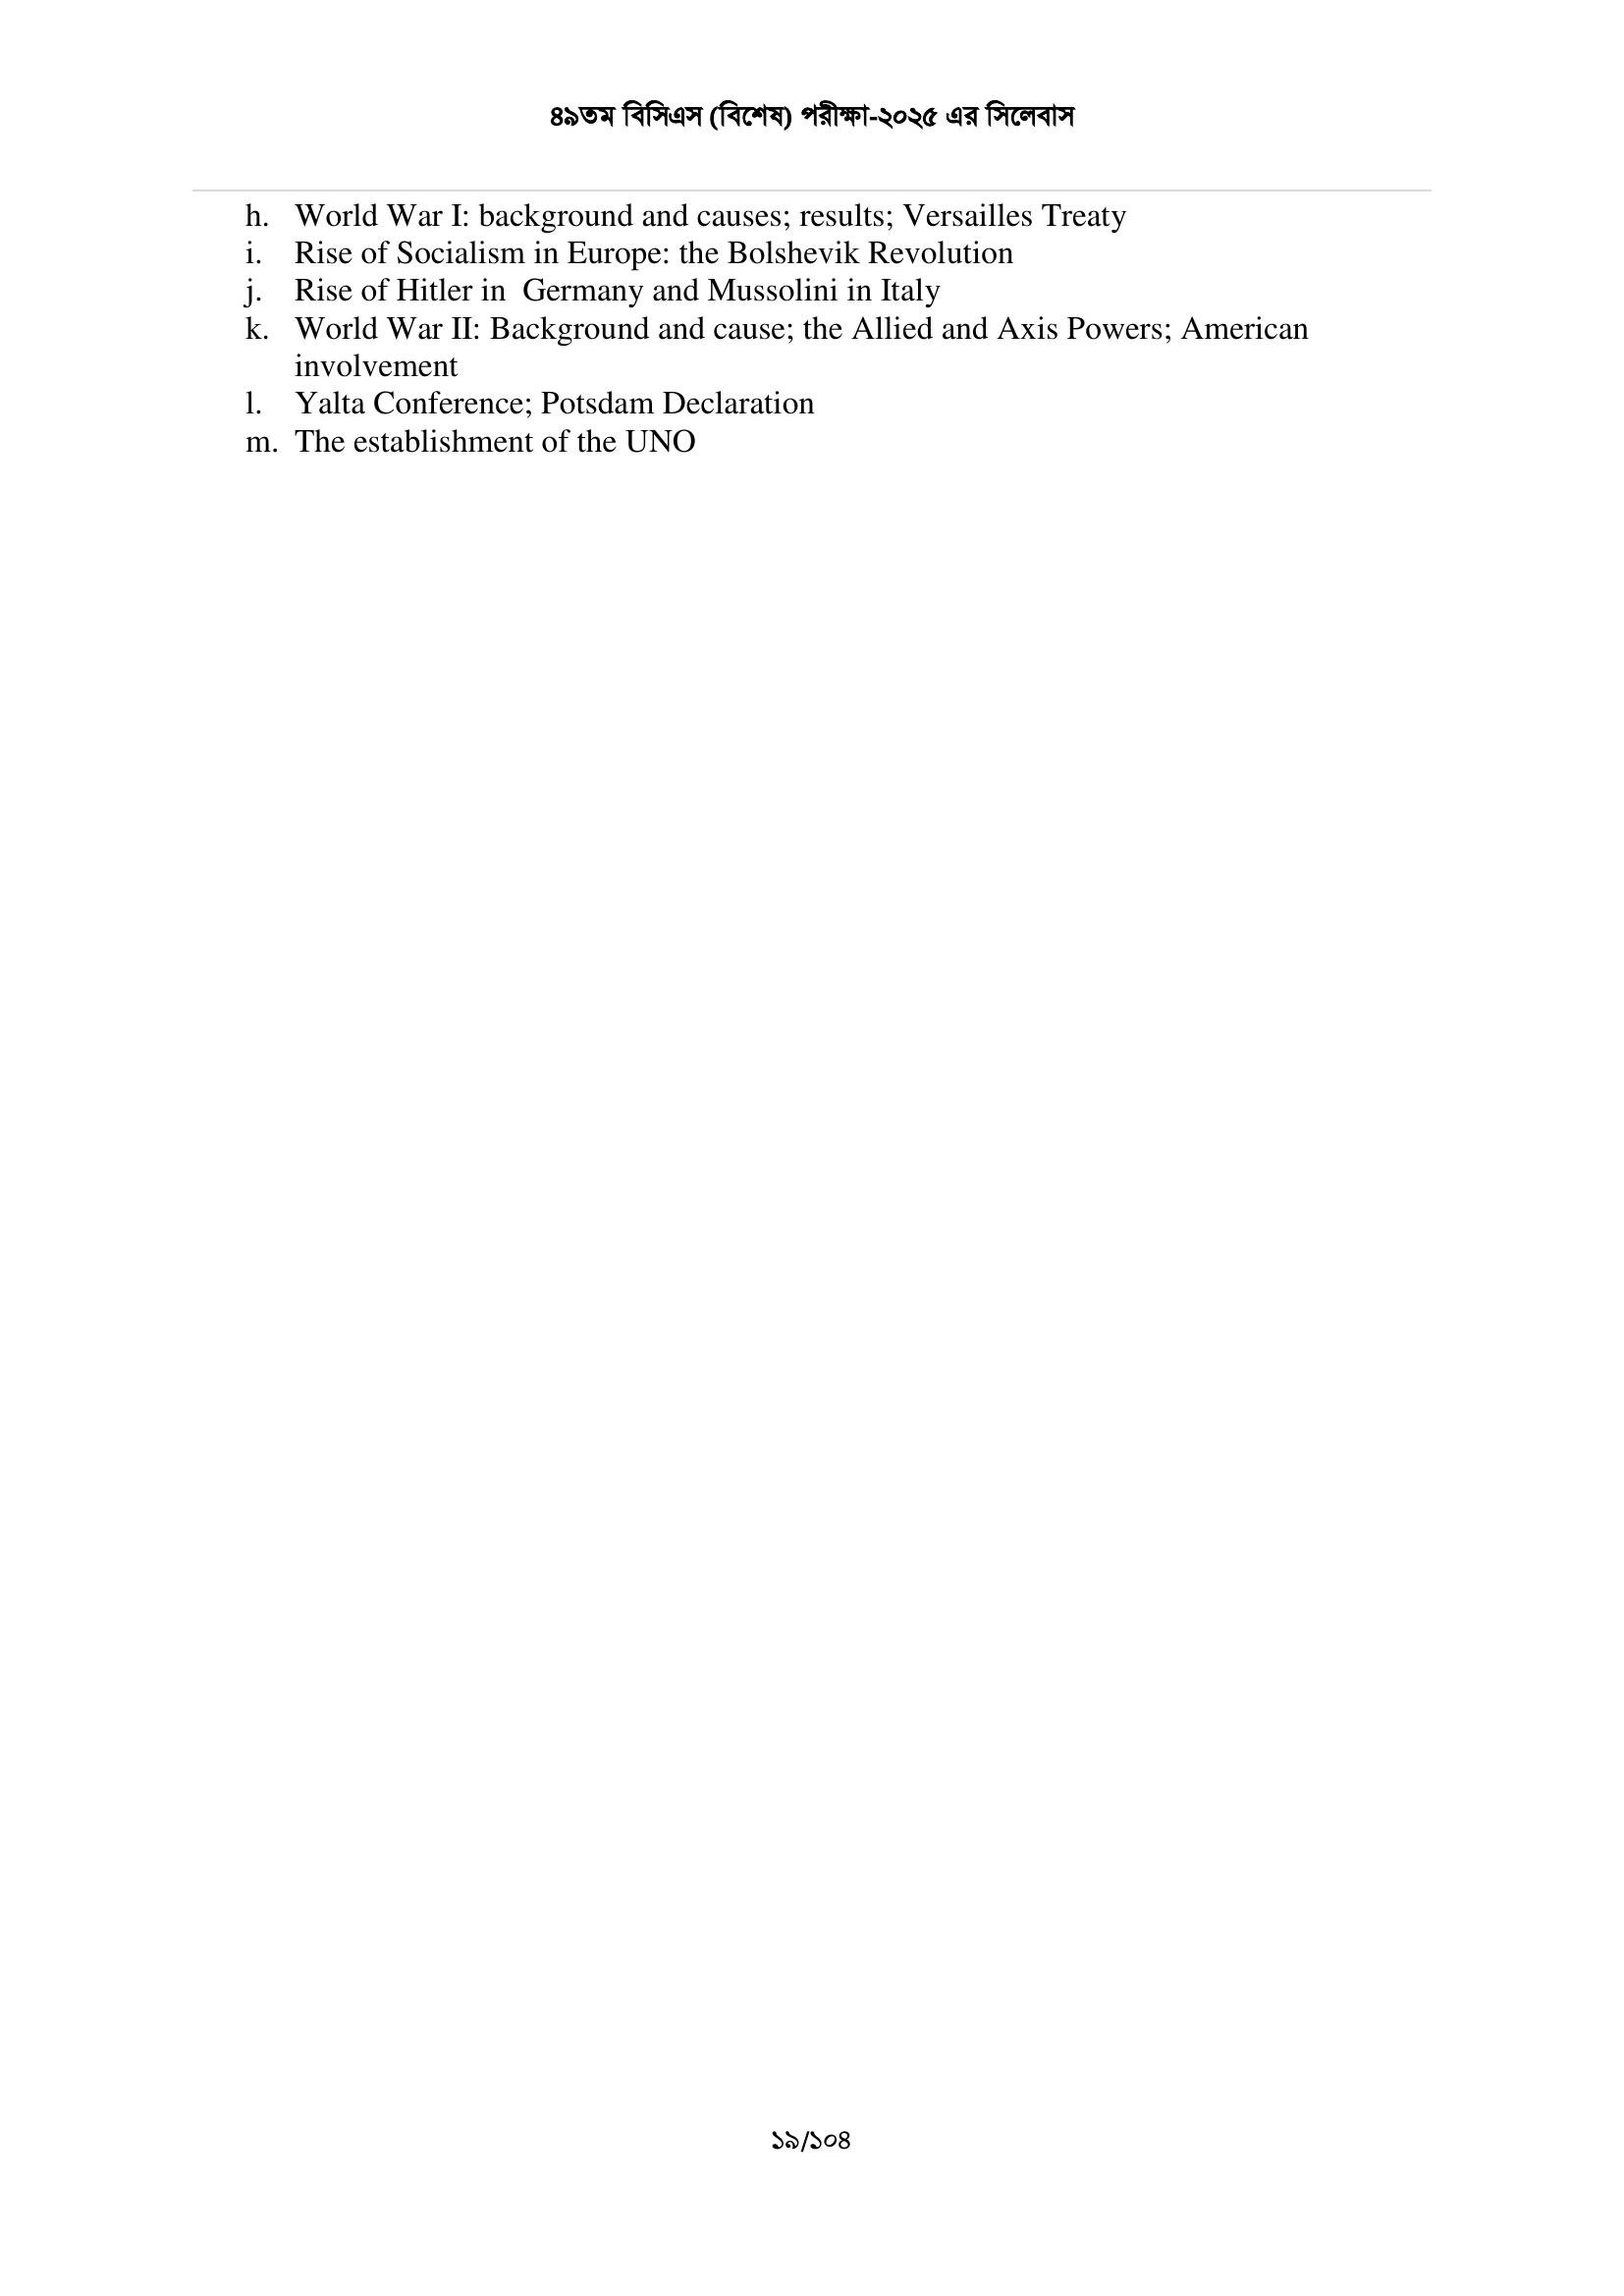 ৪৯তম বিসিএস (বিশেষ) পরীক্ষা-২০২৫ এর সিলেবাস
h. World War I: background and causes; results; Versailles Treaty
i. Rise of Socialism in Europe: the Bolshevik Revolution
j. Rise of Hitler in  Germany and Mussolini in Italy
k. World War II: Background and cause; the Allied and Axis Powers; American
involvement
l. Yalta Conference; Potsdam Declaration
m. The establishment of the UNO
১৯/১০৪